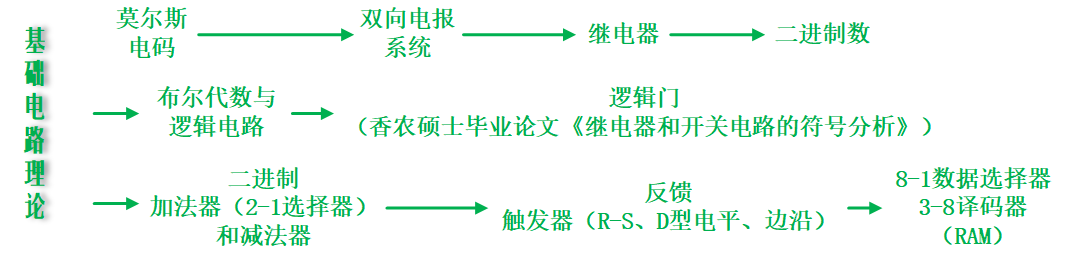 基础电路理论
莫尔斯
电码
双向电报
系统
继电器
二进制数
布尔代数与
逻辑电路
逻辑门
（香农硕士毕业论文《继电器和开关电路的符号分析》）
二进制
加法器（2-1选择器）
和减法器
反馈
触发器（R-S、D型电平、边沿）
8-1数据选择器
3-8译码器
（RAM）